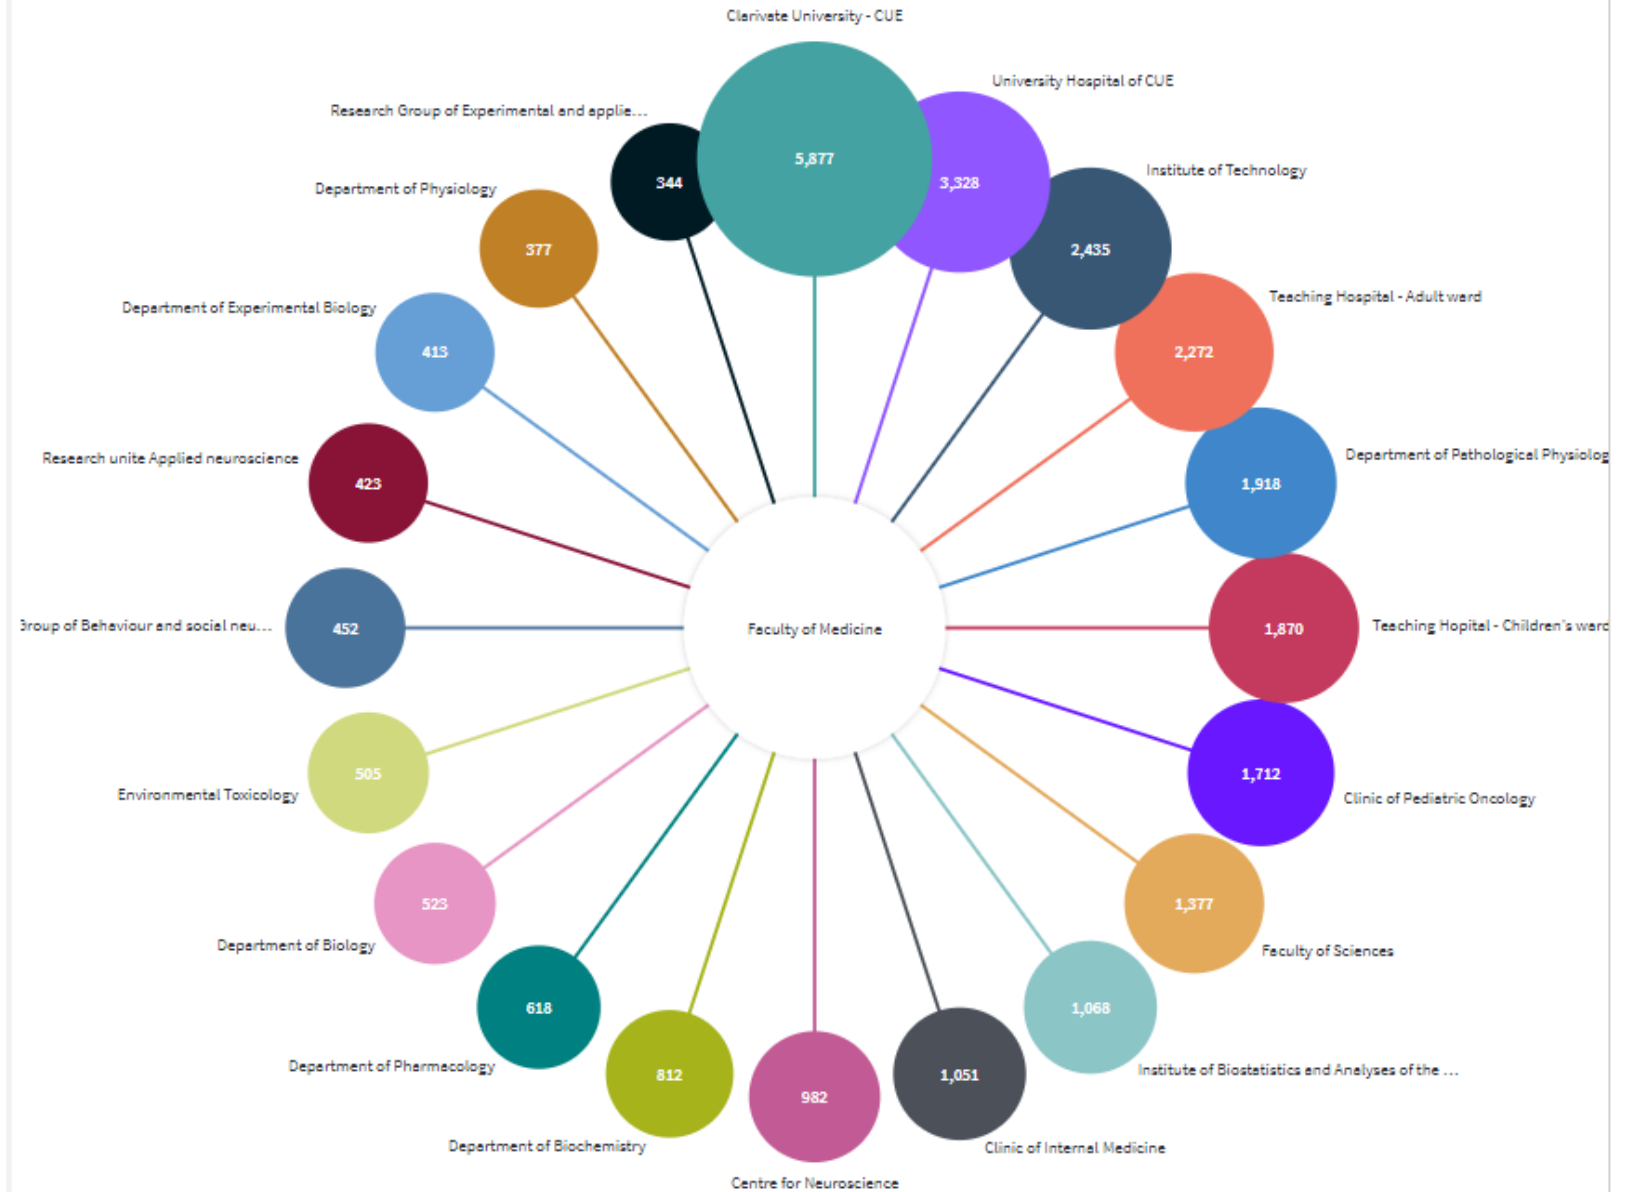 Clarivate University - CUE
5,877
University Hospital of CUE
3,328
Institute of Technology
2,435
Teaching Hospital - Adult ward
2,272
Department of Pathological Physiolog
1,918
Teaching Hopital - Children's ward
1,870
Clinic of Pediatric Oncology
1,712
Faculty of Sciences
1,377
Institute of Biostatistics and Analyses of the ...
1,068
Clinic of Internal Medicine
1,051
Centre for Neuroscience
982
Department of Biochemistry
812
Department of Pharmacology
618
Department of Biology
523
Environmental Toxicology
505
Group of Behaviour and social neu...
452
Research unite Applied neuroscience
423
Department of Experimental Biology
413
Department of Physiology
377
Research Group of Experimental and applie...
344
Faculty of Medicine